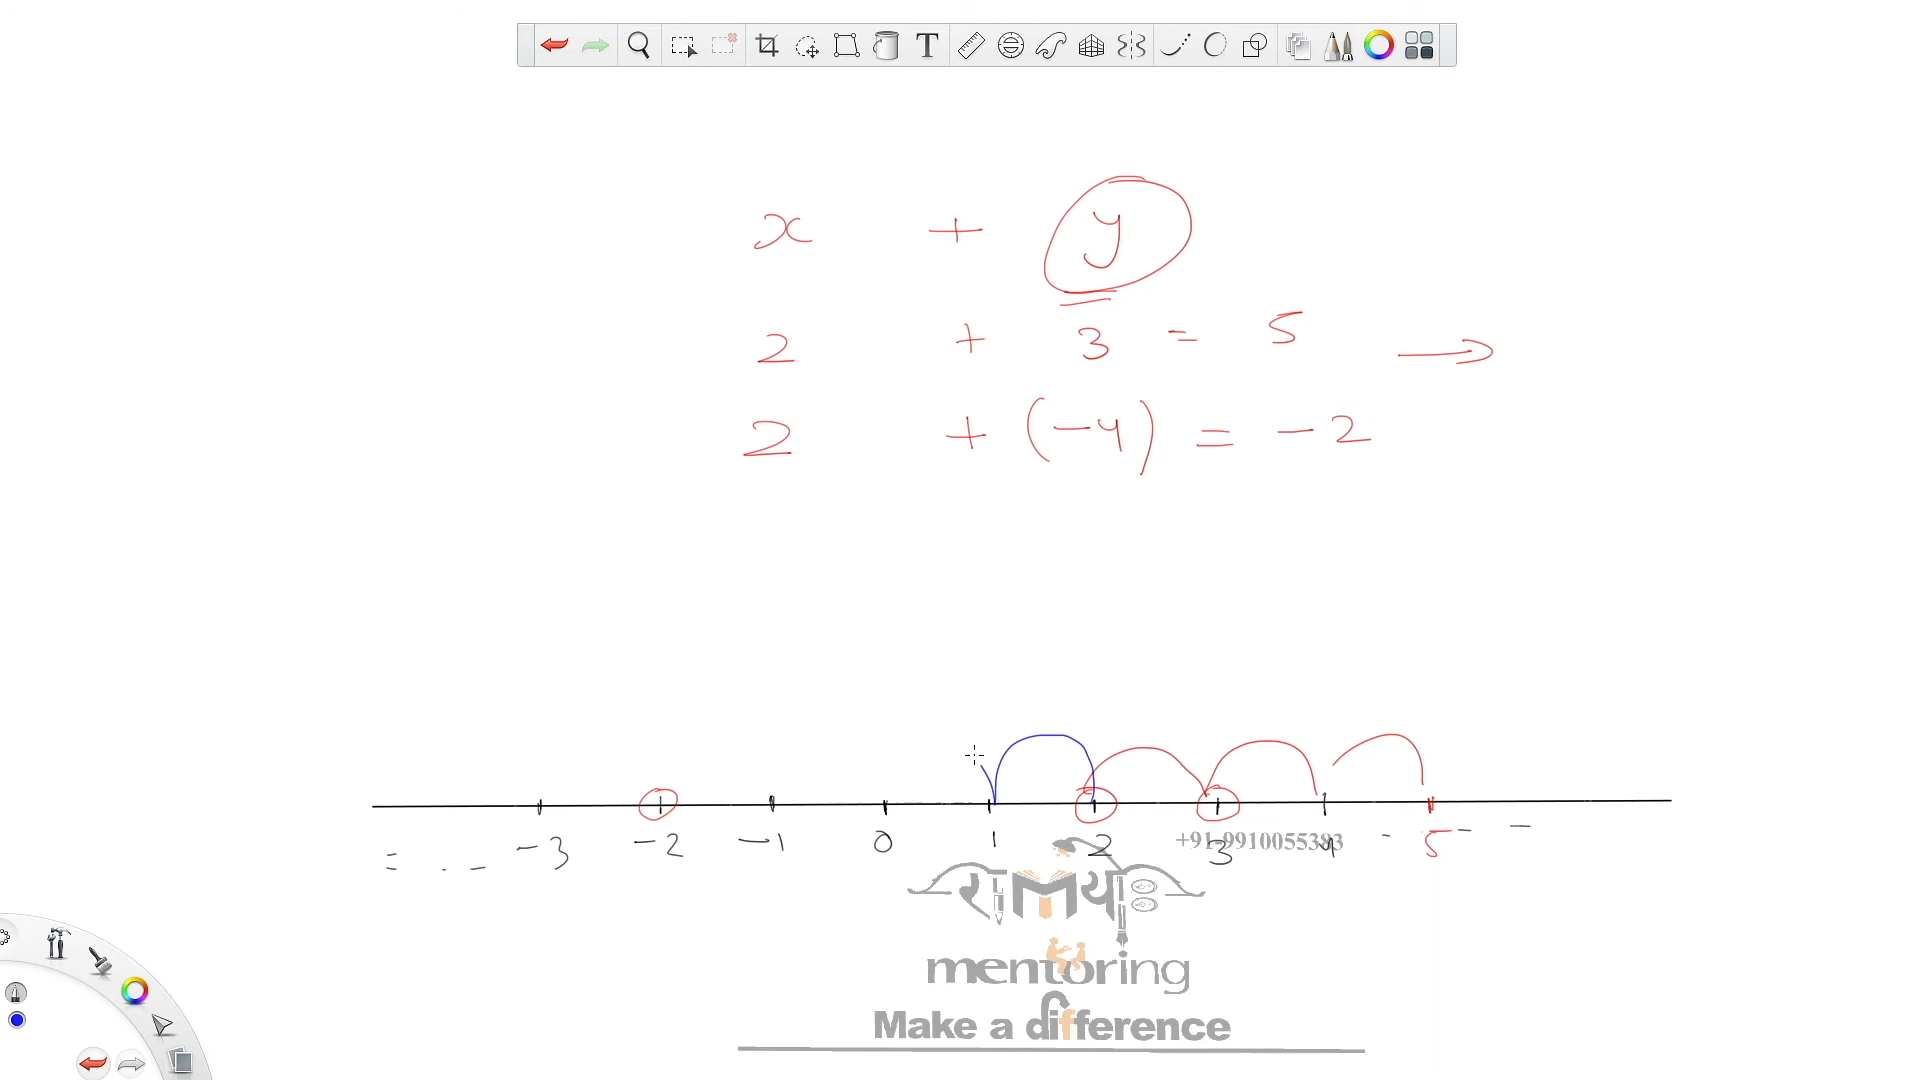 x + y
2 + 3 = 5 →
2 + (-4) = -2
= . . - -3 -2 -1 0 1 2 3 4 - 5 - -
+91-9910055393
रामया:
mentoring
Make a difference